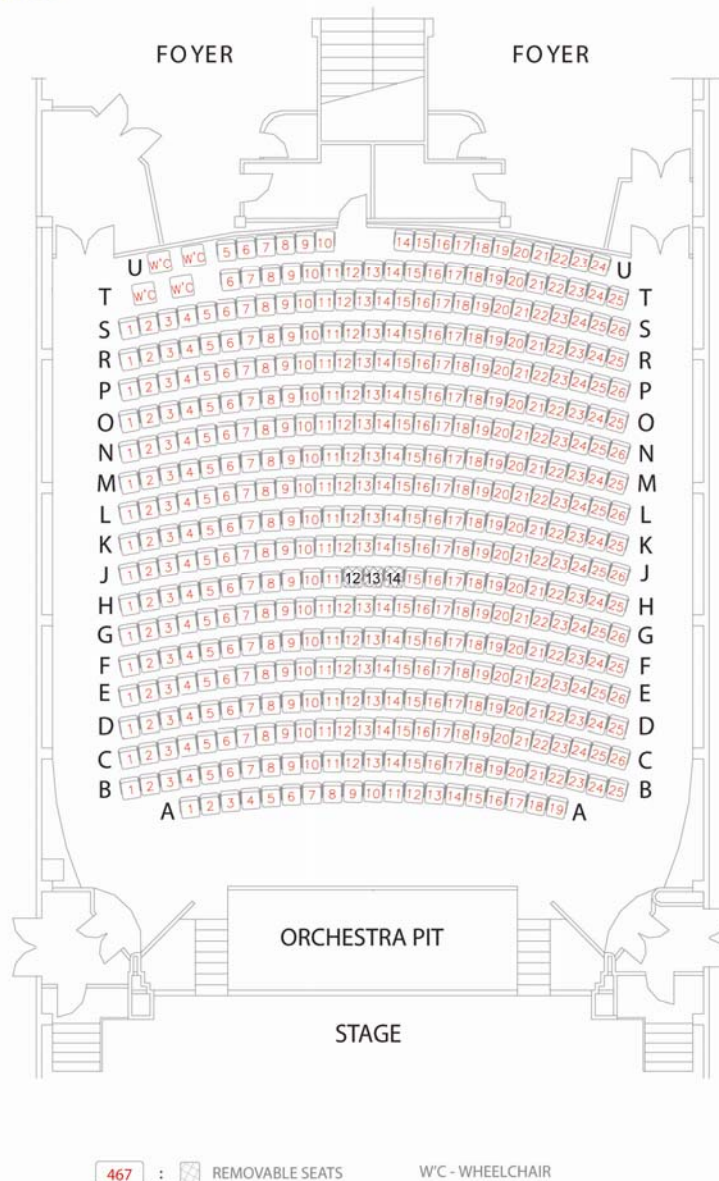 FOYER FOYER
U W'C W'C 5 6 7 8 9 10 14 15 16 17 18 19 20 21 22 23 24 U
T W'C W'C 6 7 8 9 10 11 12 13 14 15 16 17 18 19 20 21 22 23 24 25 T
S 1 2 3 4 5 6 7 8 9 10 11 12 13 14 15 16 17 18 19 20 21 22 23 24 25 26 S
R 1 2 3 4 5 6 7 8 9 10 11 12 13 14 15 16 17 18 19 20 21 22 23 24 25 R
P 1 2 3 4 5 6 7 8 9 10 11 12 13 14 15 16 17 18 19 20 21 22 23 24 25 26 P
O 1 2 3 4 5 6 7 8 9 10 11 12 13 14 15 16 17 18 19 20 21 22 23 24 25 O
N 1 2 3 4 5 6 7 8 9 10 11 12 13 14 15 16 17 18 19 20 21 22 23 24 25 26 N
M 1 2 3 4 5 6 7 8 9 10 11 12 13 14 15 16 17 18 19 20 21 22 23 24 25 M
L 1 2 3 4 5 6 7 8 9 10 11 12 13 14 15 16 17 18 19 20 21 22 23 24 25 26 L
K 1 2 3 4 5 6 7 8 9 10 11 12 13 14 15 16 17 18 19 20 21 22 23 24 25 K
J 1 2 3 4 5 6 7 8 9 10 11 12 13 14 15 16 17 18 19 20 21 22 23 24 25 26 J
H 1 2 3 4 5 6 7 8 9 10 11 12 13 14 15 16 17 18 19 20 21 22 23 24 25 H
G 1 2 3 4 5 6 7 8 9 10 11 12 13 14 15 16 17 18 19 20 21 22 23 24 25 26 G
F 1 2 3 4 5 6 7 8 9 10 11 12 13 14 15 16 17 18 19 20 21 22 23 24 25 F
E 1 2 3 4 5 6 7 8 9 10 11 12 13 14 15 16 17 18 19 20 21 22 23 24 25 26 E
D 1 2 3 4 5 6 7 8 9 10 11 12 13 14 15 16 17 18 19 20 21 22 23 24 25 D
C 1 2 3 4 5 6 7 8 9 10 11 12 13 14 15 16 17 18 19 20 21 22 23 24 25 26 C
B 1 2 3 4 5 6 7 8 9 10 11 12 13 14 15 16 17 18 19 20 21 22 23 24 25 B
A 1 2 3 4 5 6 7 8 9 10 11 12 13 14 15 16 17 18 19 A
ORCHESTRA PIT
STAGE
467 : REMOVABLE SEATS W'C - WHEELCHAIR